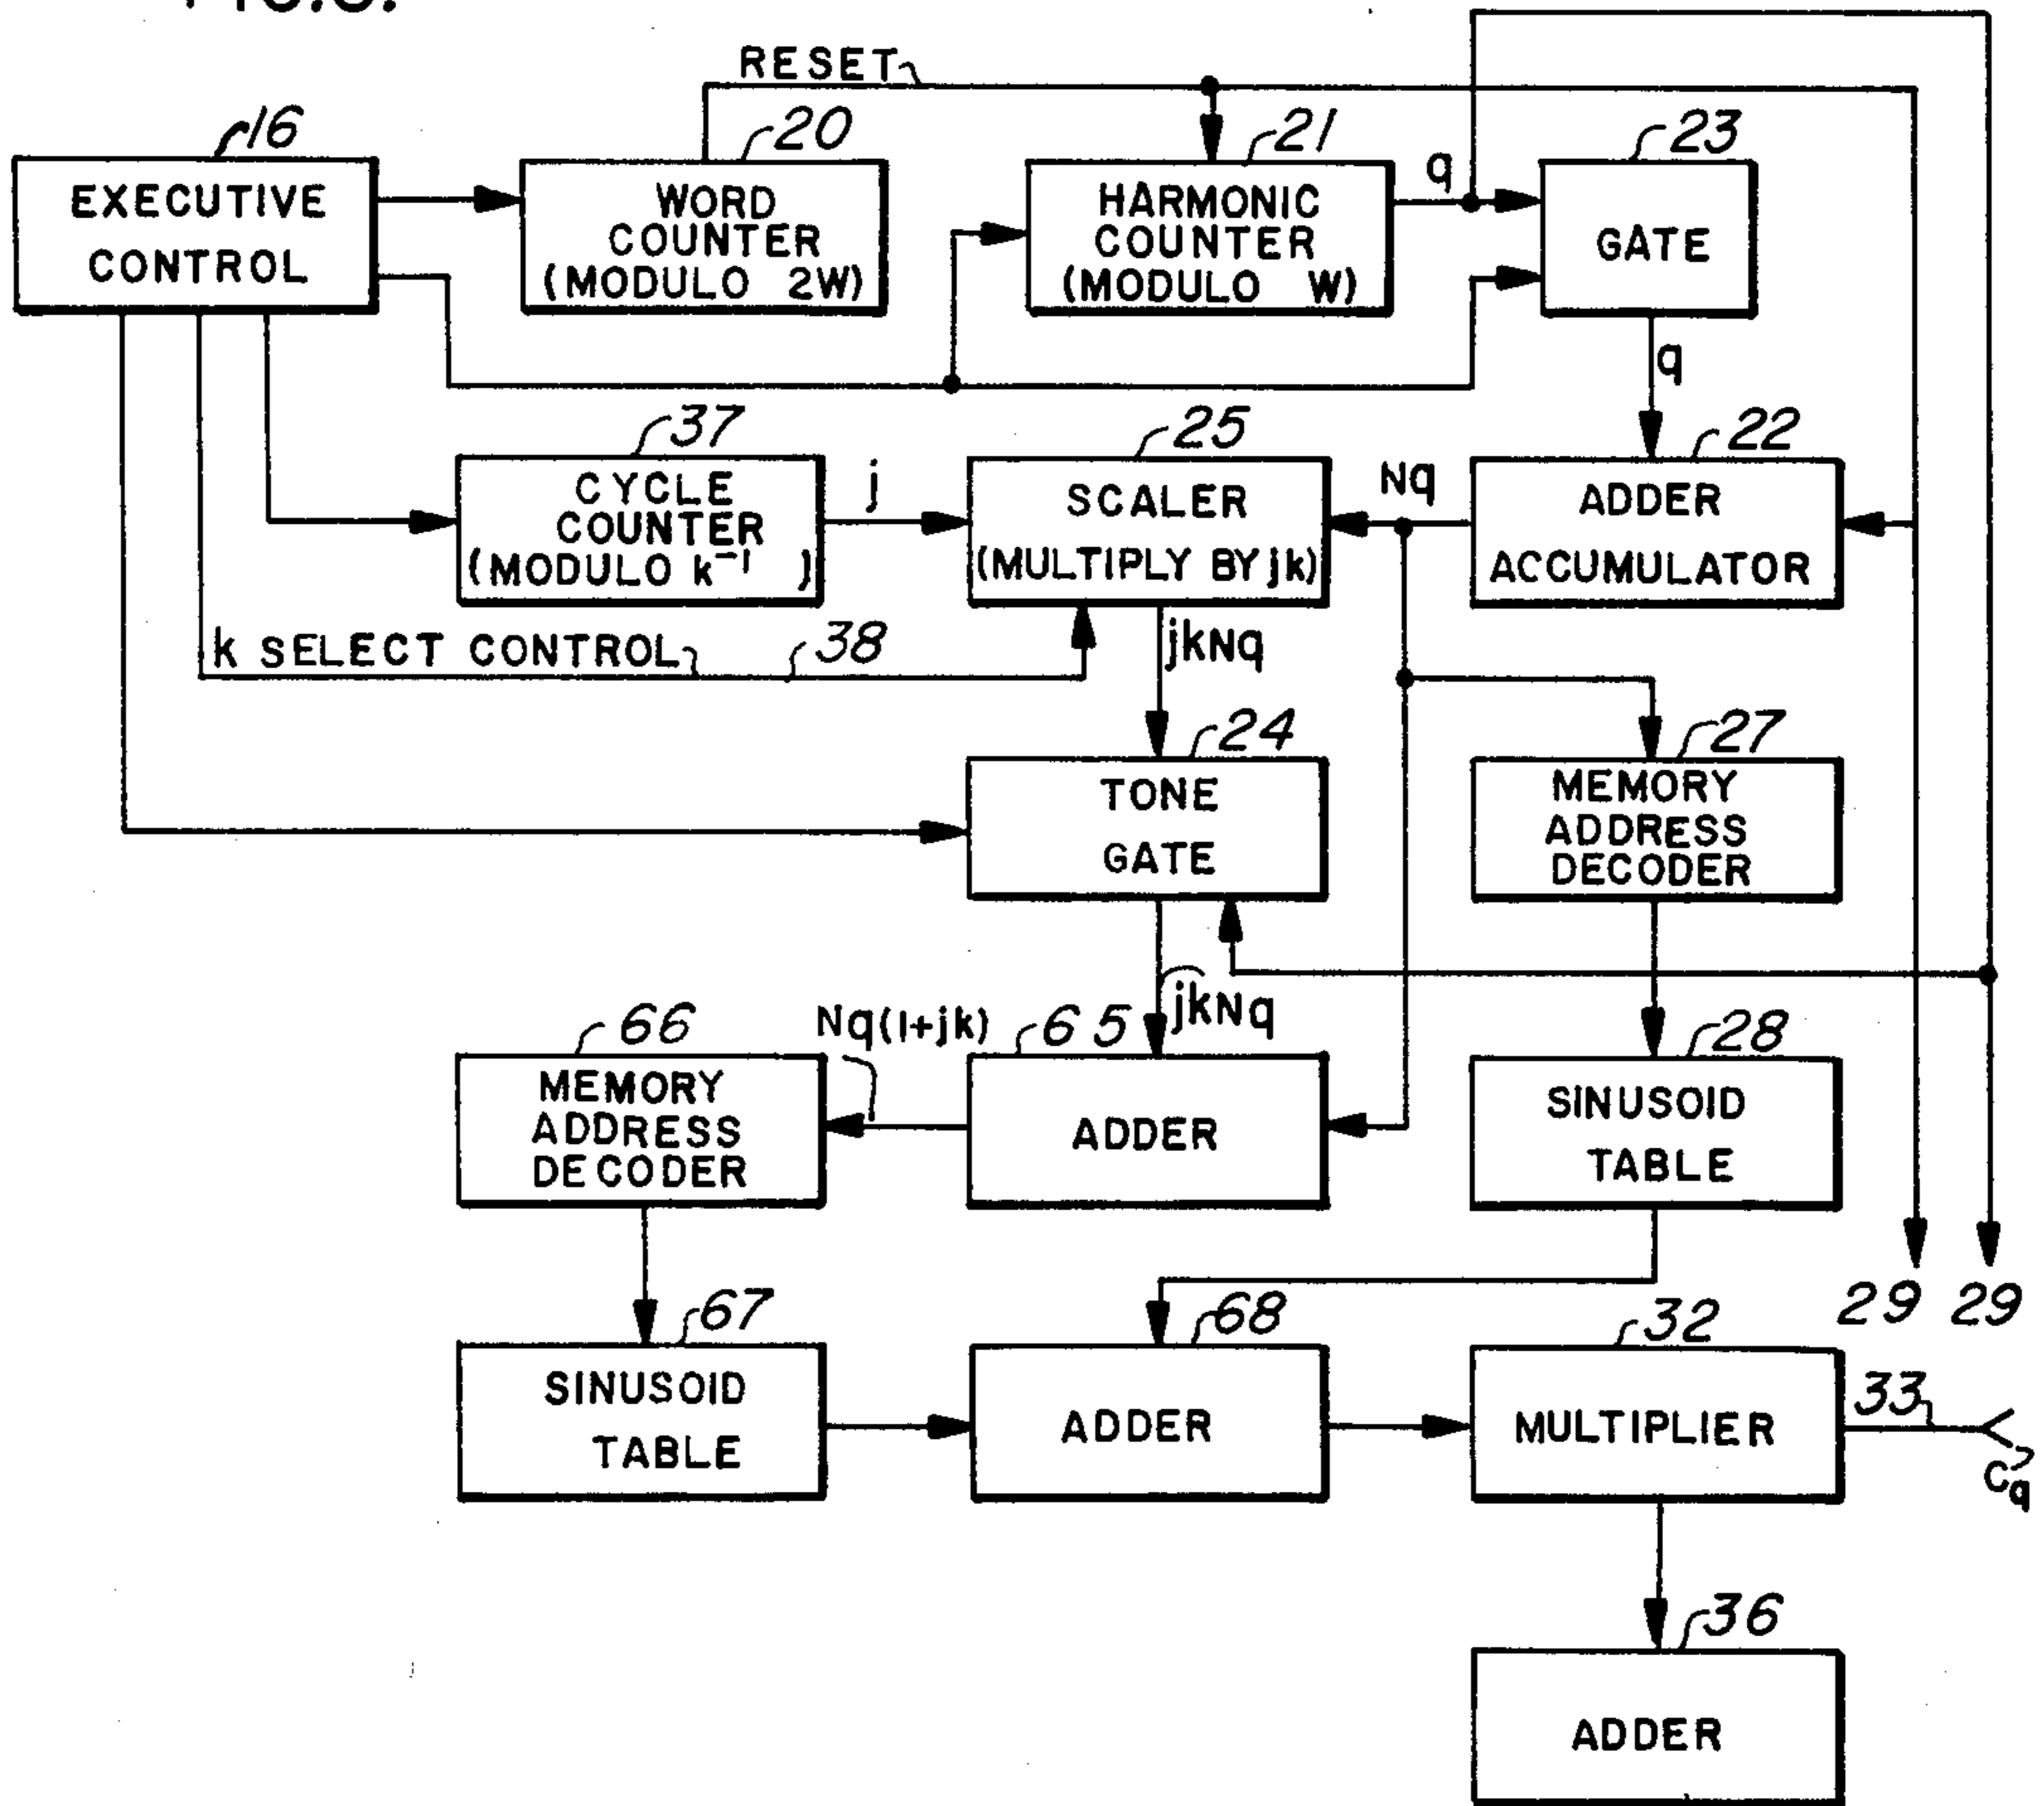 FIG. 
RESET
16
20
21
23
EXECUTIVE
CONTROL
WORD
COUNTER
(MODULO 2W)
HARMONIC
COUNTER
(MODULO W)
q
GATE
q
37
25
22
CYCLE
COUNTER
(MODULO k⁻¹ )
j
SCALER
(MULTIPLY BY jk)
Nq
ADDER
ACCUMULATOR
k SELECT CONTROL
38
jkNq
24
27
TONE
GATE
MEMORY
ADDRESS
DECODER
jkNq
66
Nq(1+jk)
65
28
MEMORY
ADDRESS
DECODER
ADDER
SINUSOID
TABLE
29 29
67
68
32
33
SINUSOID
TABLE
ADDER
MULTIPLIER
Cq
36
ADDER